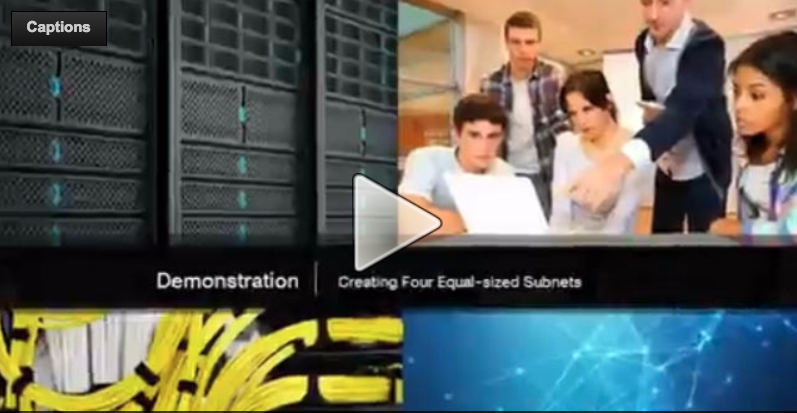 Captions
Demonstration | Creating Four Equal-sized Subnets